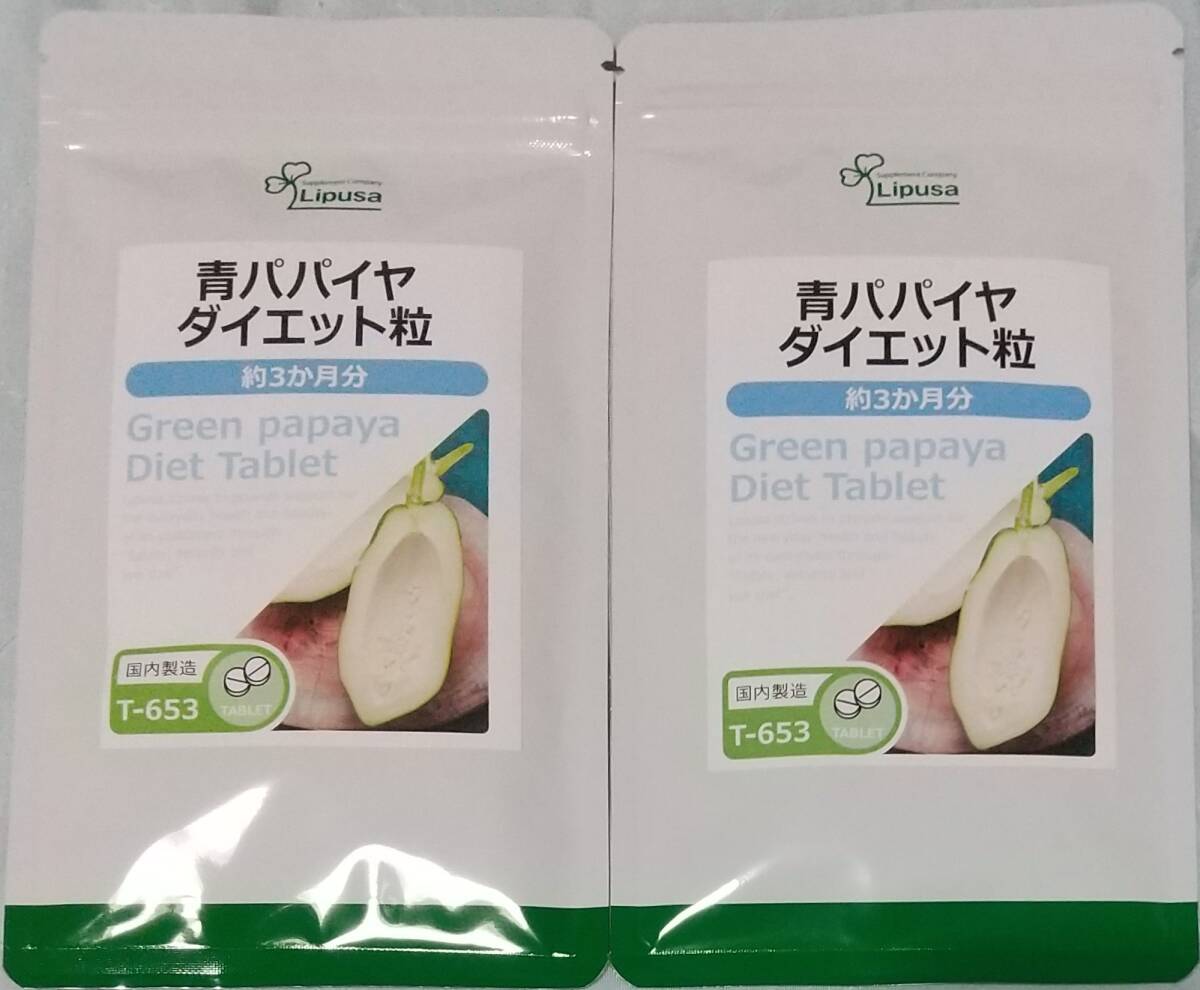 Supplement Company
Lipusa
青パパイヤ
ダイエット粒
約3か月分
Green papaya
Diet Tablet
国内製造
T-653
TABLET
Supplement Company
Lipusa
青パパイヤ
ダイエット粒
約3か月分
Green papaya
Diet Tablet
国内製造
T-653
TABLET